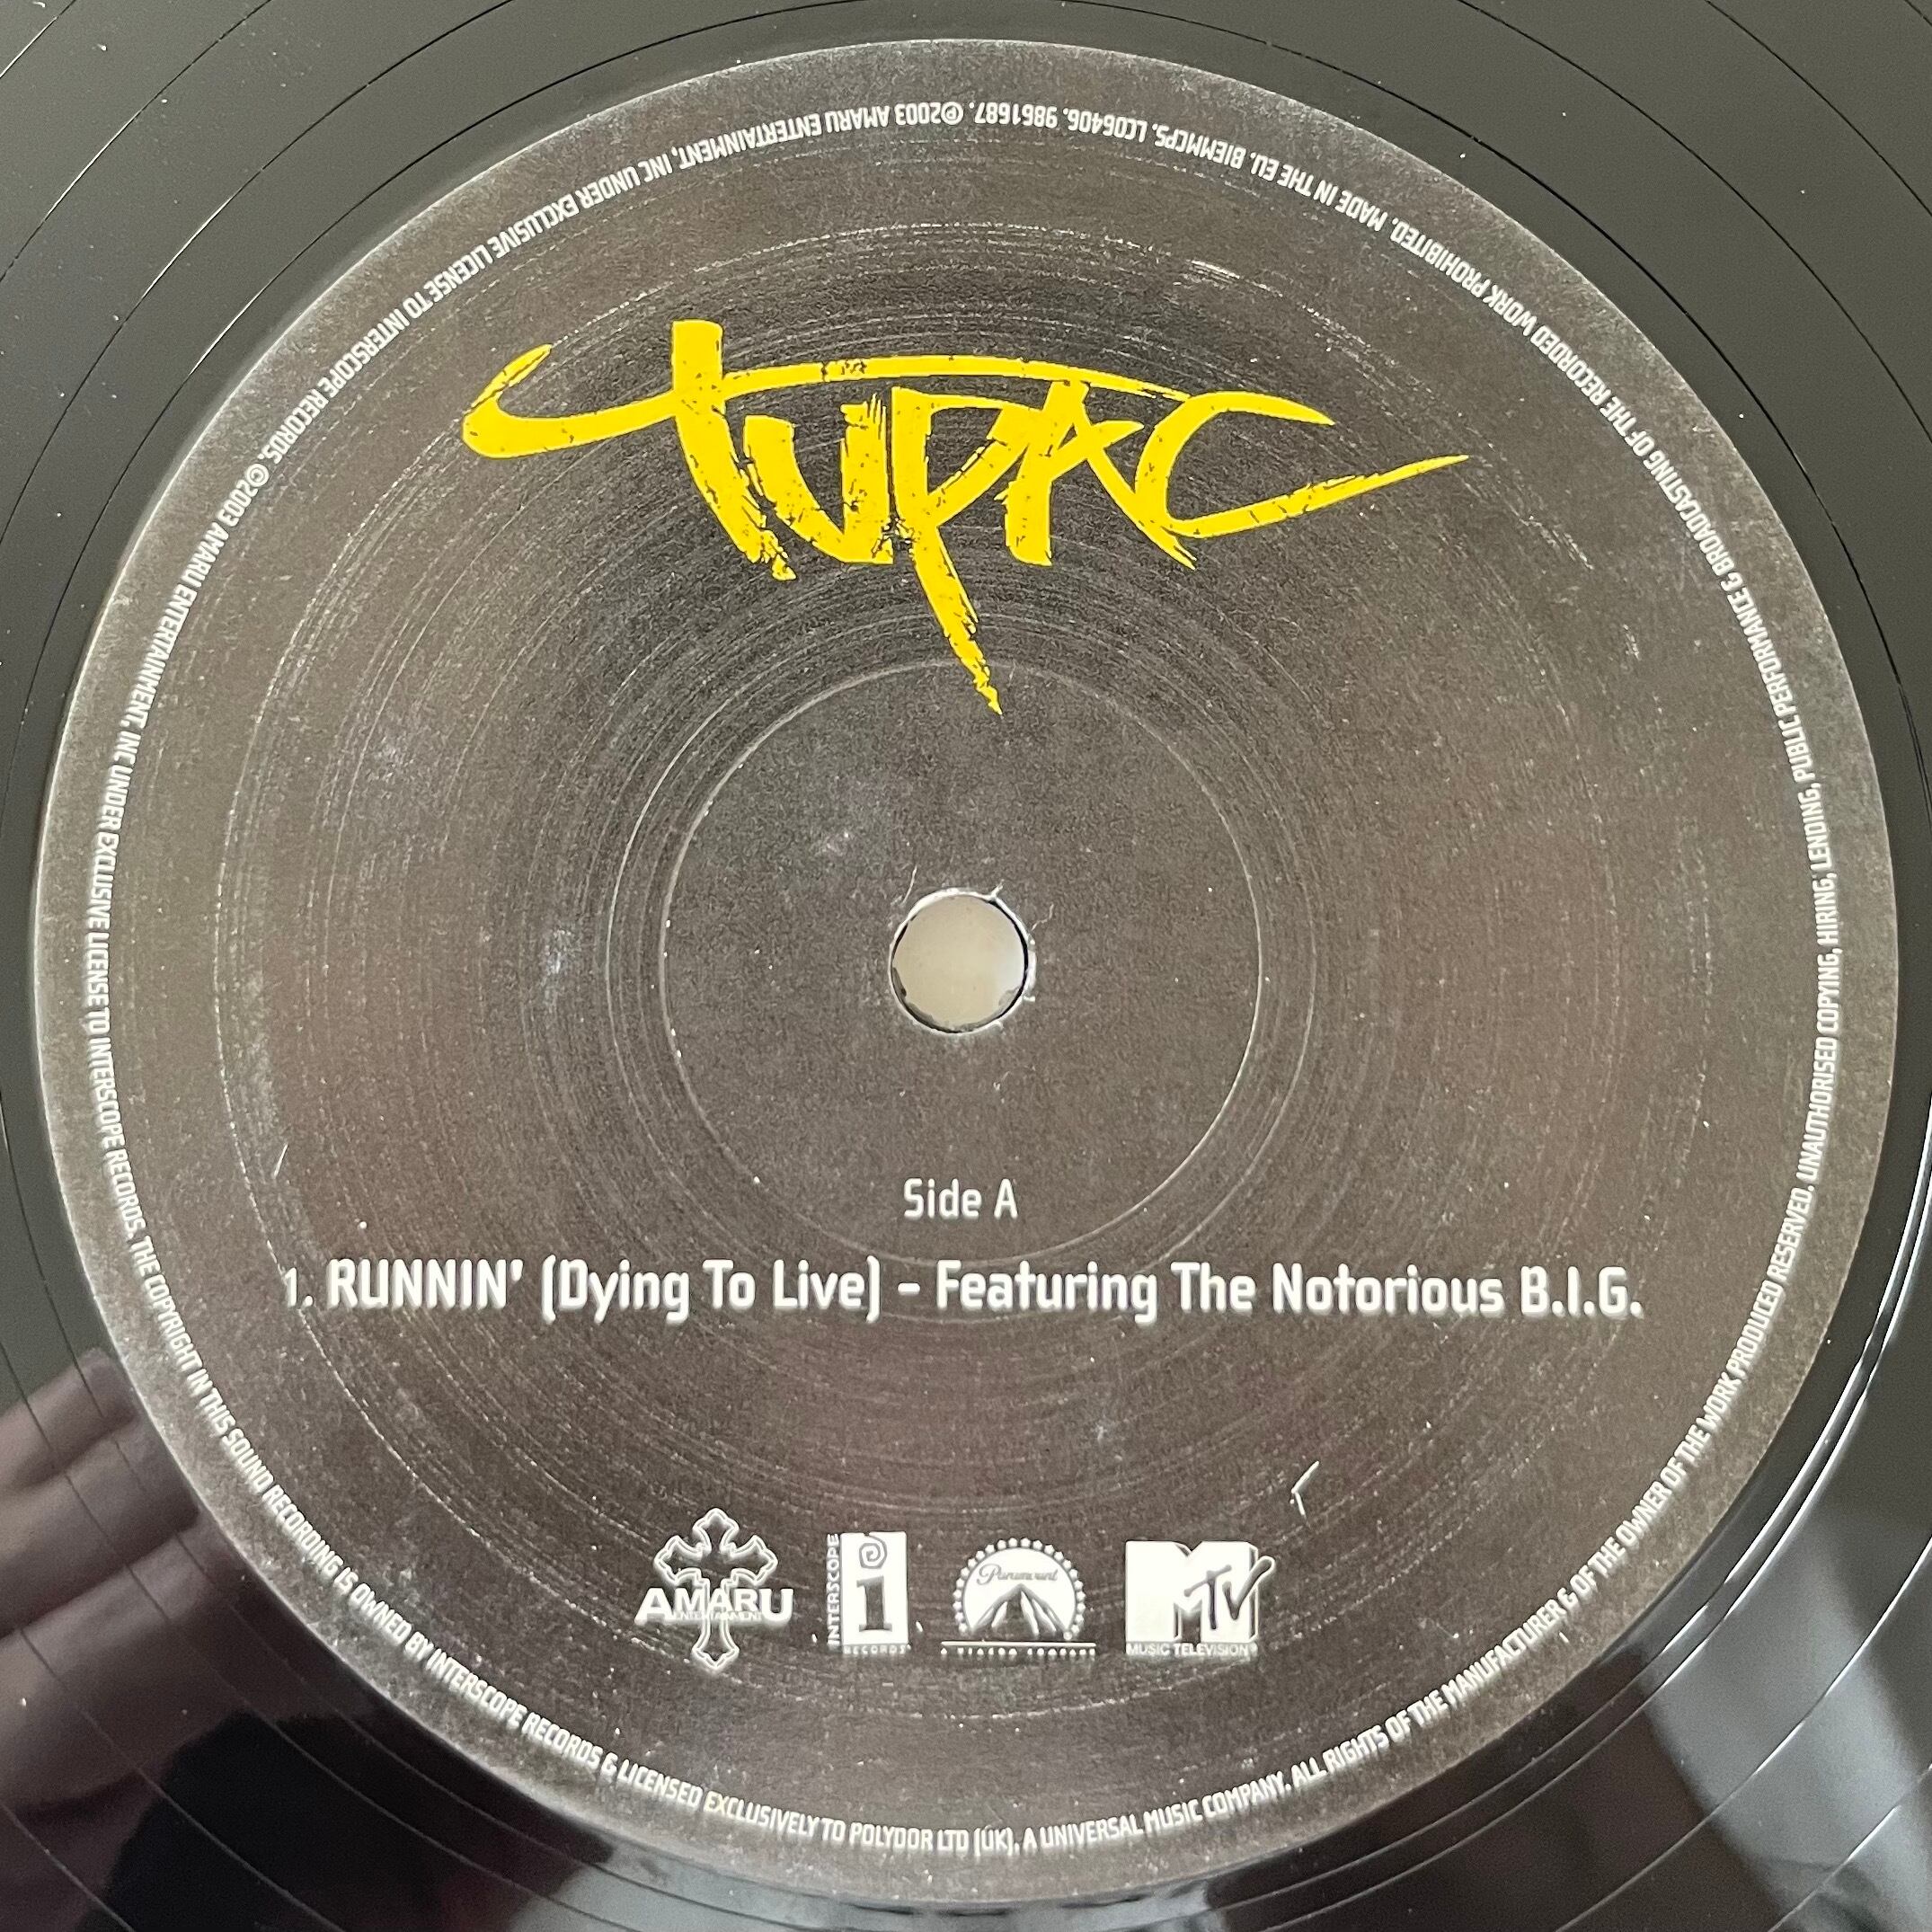 TUPAC
Side A
1. RUNNIN' (Dying To Live) - Featuring The Notorious B.I.G.
AMARU
ENTERTAINMENT
INTERSCOPE
i
RECORDS
Paramount
MTV
MUSIC TELEVISION®
℗2003 AMARU ENTERTAINMENT, INC UNDER EXCLUSIVE LICENSE TO INTERSCOPE RECORDS. ©2003 AMARU ENTERTAINMENT, INC UNDER EXCLUSIVE LICENSE TO INTERSCOPE RECORDS. THE COPYRIGHT IN THIS SOUND RECORDING IS OWNED BY INTERSCOPE RECORDS & LICENSED EXCLUSIVELY TO POLYDOR LTD (UK), A UNIVERSAL MUSIC COMPANY. ALL RIGHTS OF THE MANUFACTURER & OF THE OWNER OF THE WORK PRODUCED RESERVED. UNAUTHORISED COPYING, HIRING, LENDING, PUBLIC PERFORMANCE & BROADCASTING OF THE RECORDED WORK PROHIBITED. MADE IN THE EU. BIEMMCPS. LC06406. 9861687.